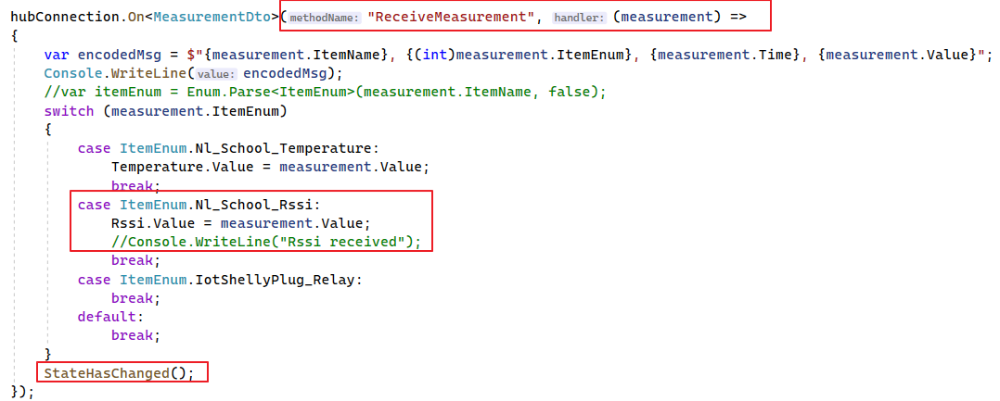 hubConnection.On<MeasurementDto>(methodName: "ReceiveMeasurement", handler: (measurement) =>
{
    var encodedMsg = $"{measurement.ItemName}, {(int)measurement.ItemEnum}, {measurement.Time}, {measurement.Value}";
    Console.WriteLine(value: encodedMsg);
    //var itemEnum = Enum.Parse<ItemEnum>(measurement.ItemName, false);
    switch (measurement.ItemEnum)
    {
        case ItemEnum.Nl_School_Temperature:
            Temperature.Value = measurement.Value;
            break;
        case ItemEnum.Nl_School_Rssi:
            Rssi.Value = measurement.Value;
            //Console.WriteLine("Rssi received");
            break;
        case ItemEnum.IotShellyPlug_Relay:
            break;
        default:
            break;
    }
    StateHasChanged();
});